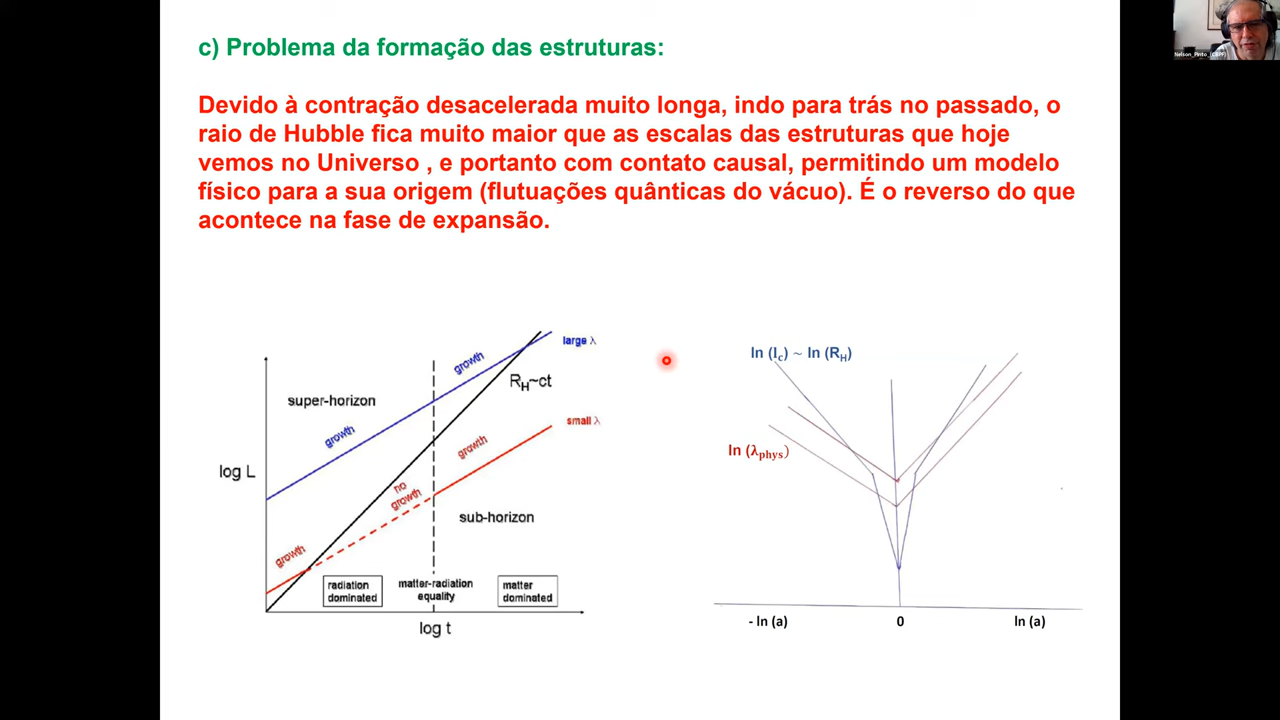 c) Problema da formação das estruturas:
Devido à contração desacelerada muito longa, indo para trás no passado, o
raio de Hubble fica muito maior que as escalas das estruturas que hoje
vemos no Universo , e portanto com contato causal, permitindo um modelo
físico para a sua origem (flutuações quânticas do vácuo). É o reverso do que
acontece na fase de expansão.
large λ
growth
R_H~ct
super-horizon
small λ
growth
growth
log L
no
growth
sub-horizon
growth
radiation
dominated
matter-radiation
equality
matter
dominated
log t
ln (l_c) ~ ln (R_H)
ln (λ_phys)
- ln (a)
0
ln (a)
Nelson_Pinto_(CBPF)